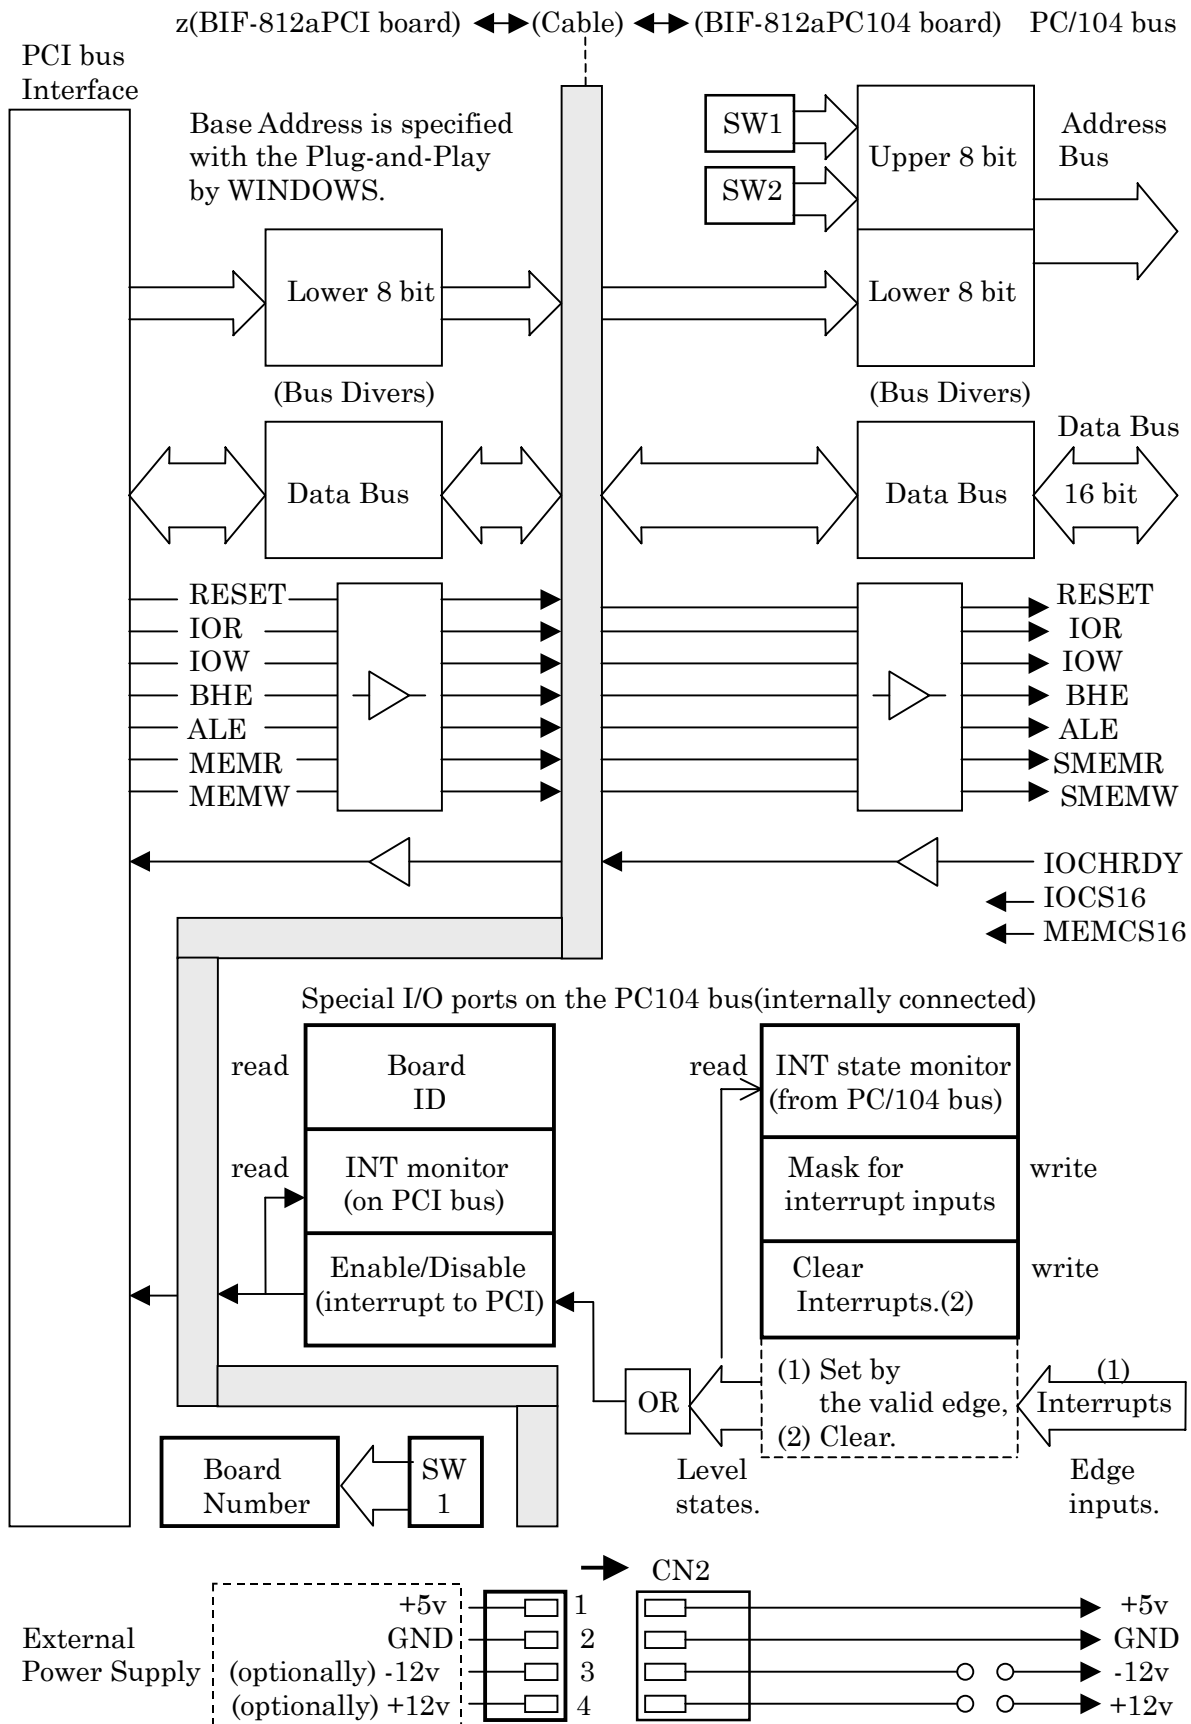 z(BIF-812aPCI board) (Cable) (BIF-812aPC104 board) PC/104 bus
PCI bus
Interface
Base Address is specified
with the Plug-and-Play
by WINDOWS.
SW1
SW2
Upper 8 bit
Address
Bus
Lower 8 bit
Lower 8 bit
(Bus Divers)
(Bus Divers)
Data Bus
Data Bus
Data Bus
16 bit
RESET
IOR
IOW
BHE
ALE
MEMR
MEMW
RESET
IOR
IOW
BHE
ALE
SMEMR
SMEMW
IOCHRDY
IOCS16
MEMCS16
Special I/O ports on the PC104 bus(internally connected)
read
Board
ID
read
INT monitor
(on PCI bus)
Enable/Disable
(interrupt to PCI)
read
INT state monitor
(from PC/104 bus)
Mask for
interrupt inputs
write
Clear
Interrupts.(2)
write
OR
(1) Set by
the valid edge,
(2) Clear.
(1)
Interrupts
Level
states.
Edge
inputs.
Board
Number
SW
1
CN2
External
Power Supply
+5v
GND
(optionally) -12v
(optionally) +12v
1
2
3
4
+5v
GND
-12v
+12v